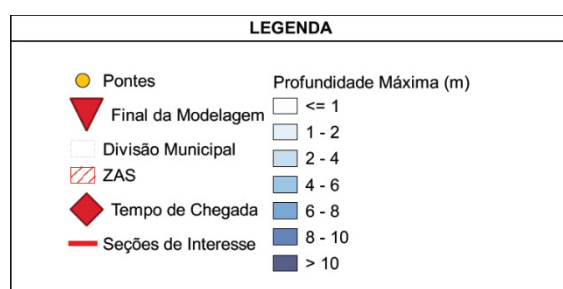 LEGENDA
Pontes
Final da Modelagem
Divisão Municipal
ZAS
Tempo de Chegada
Seções de Interesse
Profundidade Máxima (m)
<= 1
1 - 2
2 - 4
4 - 6
6 - 8
8 - 10
> 10